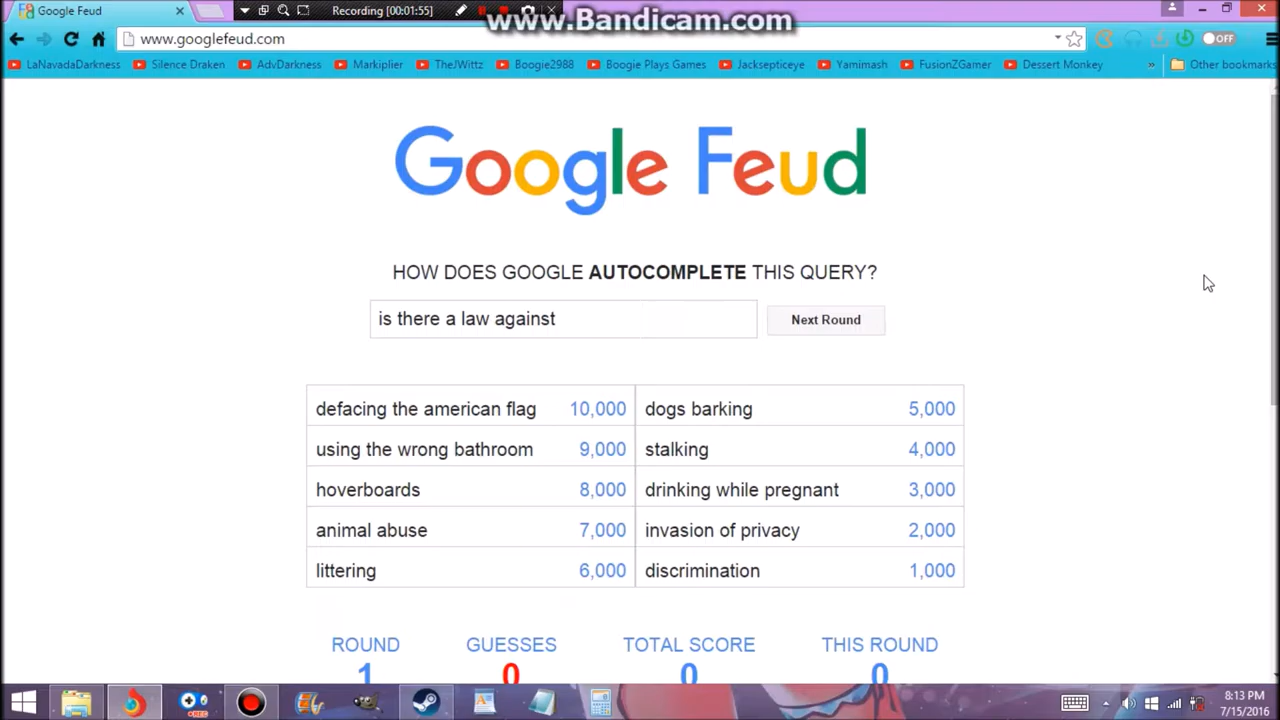 Google Feud
Recording [00:01:55]
www.Bandicam.com
www.googlefeud.com
OFF
LaNavadaDarkness
Silence Draken
AdvDarkness
Markiplier
TheJWittz
Boogie2988
Boogie Plays Games
Jacksepticeye
Yamimash
FusionZGamer
Dessert Monkey
»
Other bookmarks
Google Feud
HOW DOES GOOGLE AUTOCOMPLETE THIS QUERY?
is there a law against
Next Round
defacing the american flag 10,000 dogs barking 5,000
using the wrong bathroom 9,000 stalking 4,000
hoverboards 8,000 drinking while pregnant 3,000
animal abuse 7,000 invasion of privacy 2,000
littering 6,000 discrimination 1,000
ROUND GUESSES TOTAL SCORE THIS ROUND
1 0 0 0
REC
8:13 PM
7/15/2016